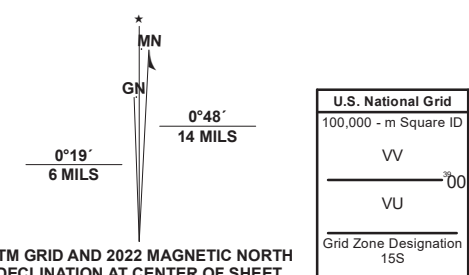 MN
GN
0°48´
14 MILS
0°19´
6 MILS
TM GRID AND 2022 MAGNETIC NORTH
DECLINATION AT CENTER OF SHEET
U.S. National Grid
100,000 - m Square ID
VV
3900
VU
Grid Zone Designation
15S